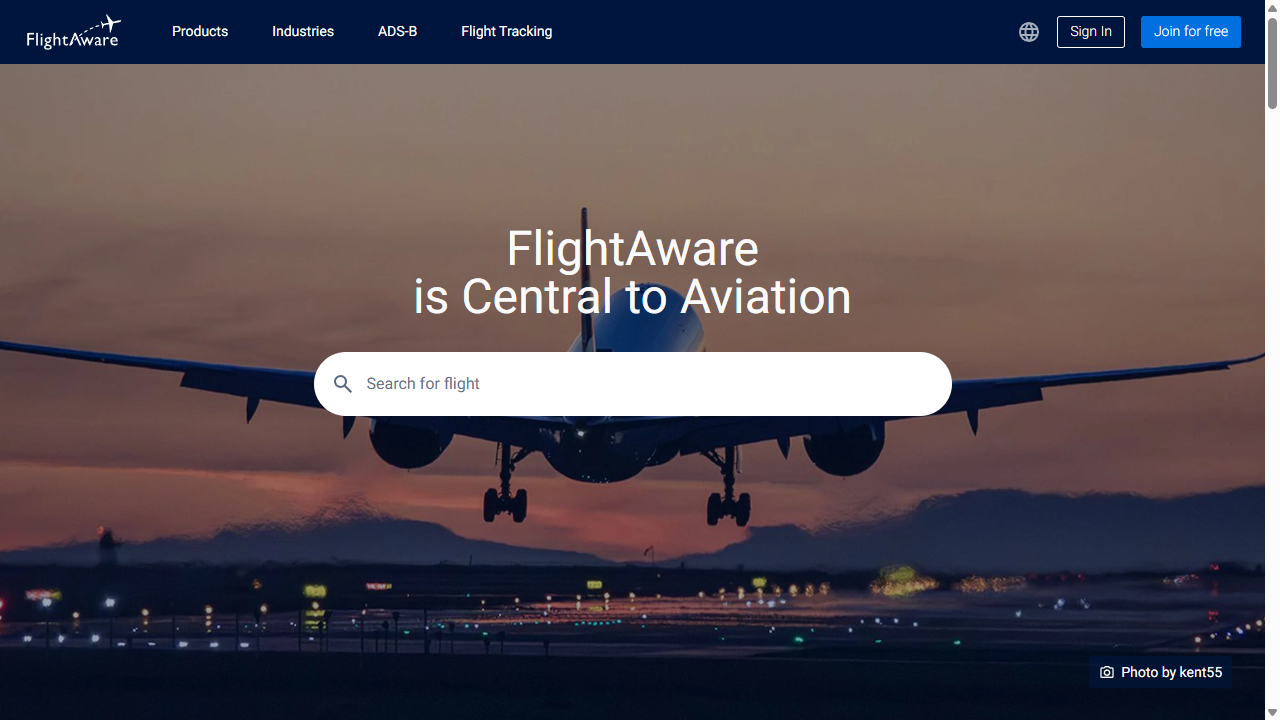 FlightAware
Products
Industries
ADS-B
Flight Tracking
Sign In
Join for free
FlightAware
is Central to Aviation
Search for flight
Photo by kent55